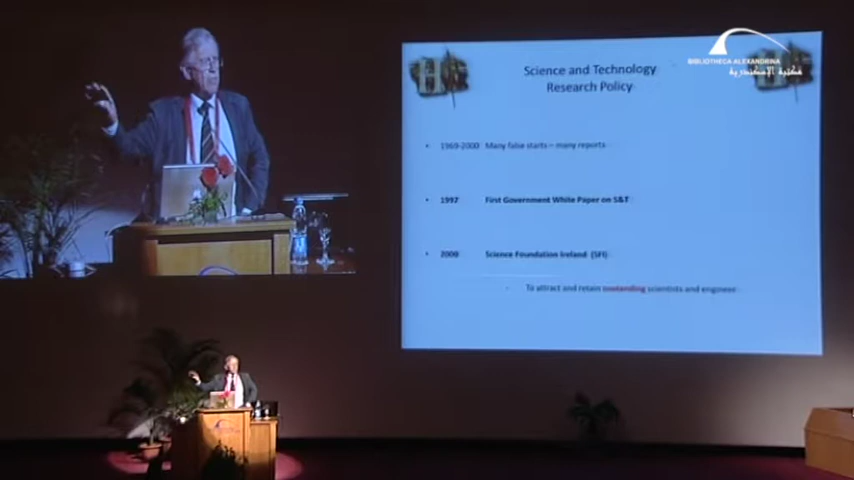 BIBLIOTHECA ALEXANDRINA
مكتبة الإسكندرية
Science and Technology
Research Policy
• 1969-2000 Many false starts – many reports
• 1997 First Government White Paper on S&T
• 2000 Science Foundation Ireland (SFI)
To attract and retain outstanding scientists and engineer